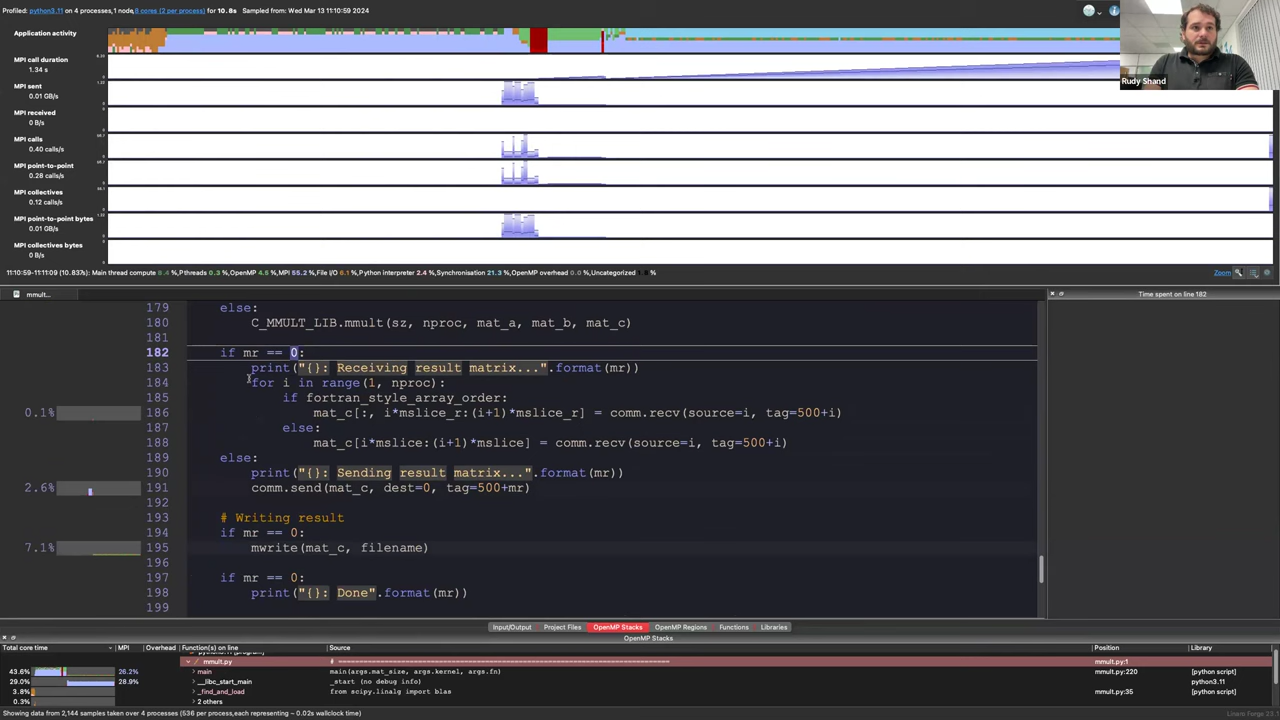 Profiled: python3.11 on 4 processes, 1 node, 8 cores (2 per process) for 10.8s Sampled from: Wed Mar 13 11:10:59 2024
Application activity
MPI call duration
1.34 s
MPI sent
0.01 GB/s
MPI received
0 B/s
MPI calls
0.40 calls/s
MPI point-to-point
0.28 calls/s
MPI collectives
0.12 calls/s
MPI point-to-point bytes
0.01 GB/s
MPI collectives bytes
0 B/s
Rudy Shand
11:10:59-11:11:09 (10.837s): Main thread compute 8.4 %, Pthreads 0.3 %, OpenMP 4.6 %, MPI 55.2 %, File I/O 6.1 %, Python interpreter 2.4 %, Synchronisation 21.3 %, OpenMP overhead 0.0 %, Uncategorized %
Zoom
mmult...
Time spent on line 182
179 else:
180 C_MMULT_LIB.mmult(sz, nproc, mat_a, mat_b, mat_c)
181
182 if mr == 0:
183 print("{}: Receiving result matrix...".format(mr))
184 for i in range(1, nproc):
185 if fortran_style_array_order:
0.1% 186 mat_c[:, i*mslice_r:(i+1)*mslice_r] = comm.recv(source=i, tag=500+i)
187 else:
188 mat_c[i*mslice:(i+1)*mslice] = comm.recv(source=i, tag=500+i)
189 else:
190 print("{}: Sending result matrix...".format(mr))
2.6% 191 comm.send(mat_c, dest=0, tag=500+mr)
192
193 # Writing result
194 if mr == 0:
7.1% 195 mwrite(mat_c, filename)
196
197 if mr == 0:
198 print("{}: Done".format(mr))
199
Input/Output Project Files OpenMP Stacks OpenMP Regions Functions Libraries
OpenMP Stacks
Total core time MPI Overhead Function(s) on line Source Position Library
mmult.py mmult.py:1 [python script]
43.6% 26.2% main main(args.mat_size, args.kernel, args.fn) mmult.py:220 [python script]
29.0% 28.9% __libc_start_main _start (no debug info) python3.11
3.8% _find_and_load from scipy.linalg import blas mmult.py:35 [python script]
0.3% 2 others
Showing data from 2,144 samples taken over 4 processes (536 per process, each representing ~ 0.02s wallclock time)